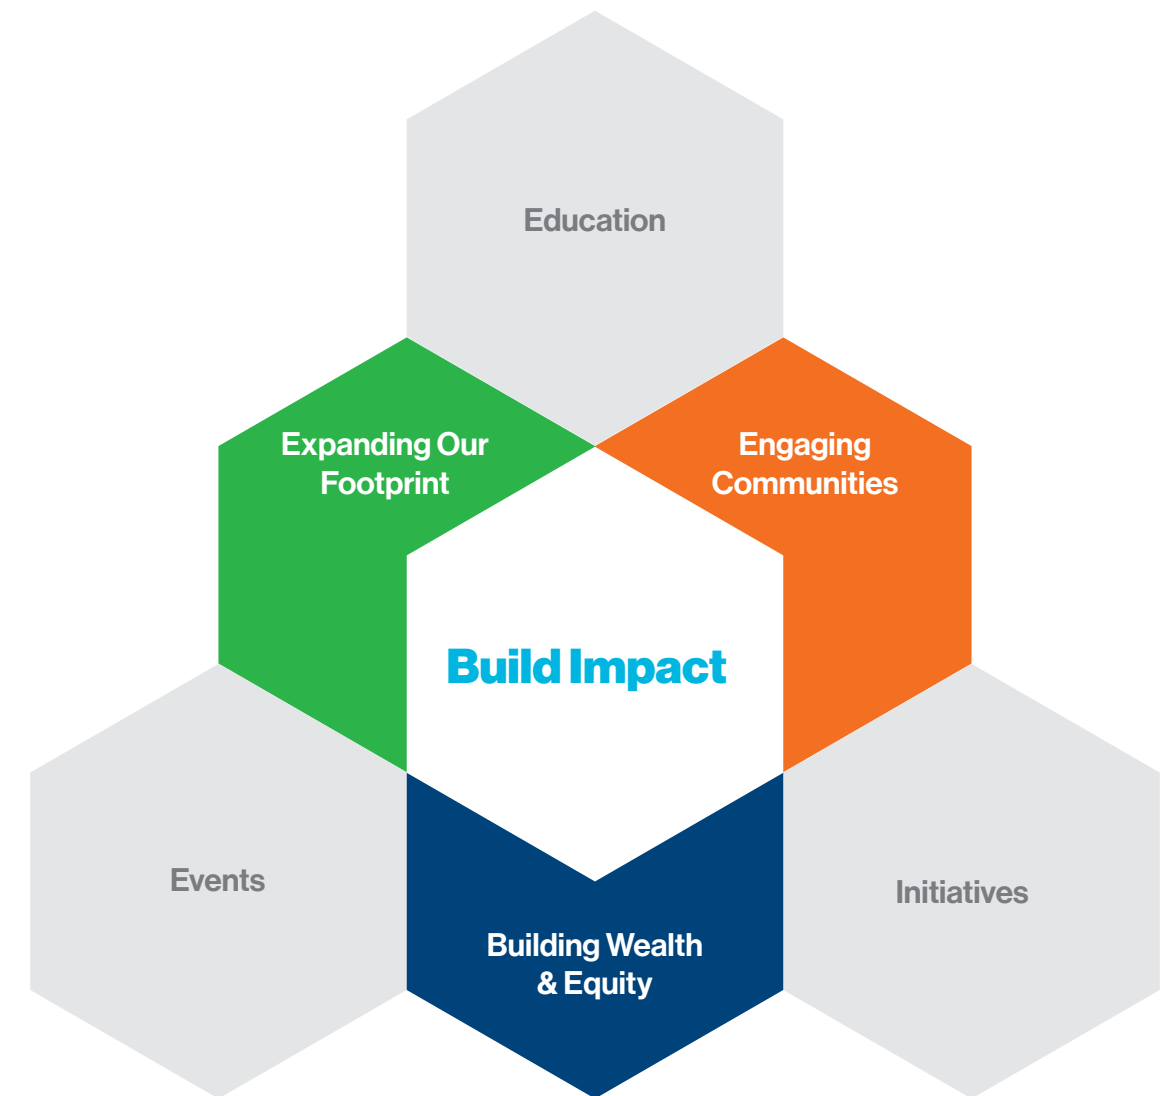 Education
Expanding Our
Footprint
Engaging
Communities
Build Impact
Events
Initiatives
Building Wealth
& Equity